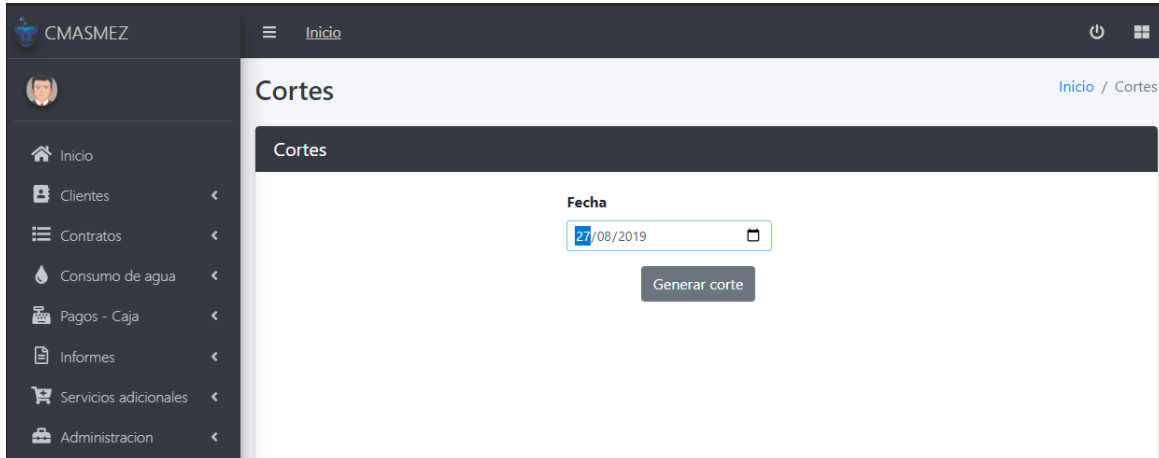 CMASMEZ
Inicio
Cortes
Inicio / Cortes
Cortes
Inicio
Clientes
Contratos
Consumo de agua
Pagos - Caja
Informes
Servicios adicionales
Administracion
Fecha
27/08/2019
Generar corte